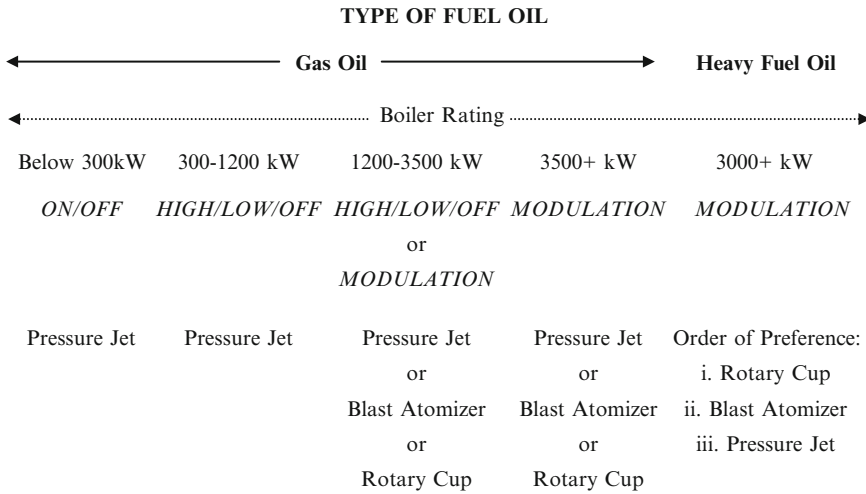 TYPE OF FUEL OIL
Gas Oil Heavy Fuel Oil
Boiler Rating
Below 300kW 300-1200 kW 1200-3500 kW 3500+ kW 3000+ kW
ON/OFF HIGH/LOW/OFF HIGH/LOW/OFF MODULATION MODULATION
or
MODULATION
Pressure Jet Pressure Jet Pressure Jet Pressure Jet Order of Preference:
or or i. Rotary Cup
Blast Atomizer Blast Atomizer ii. Blast Atomizer
or or iii. Pressure Jet
Rotary Cup Rotary Cup